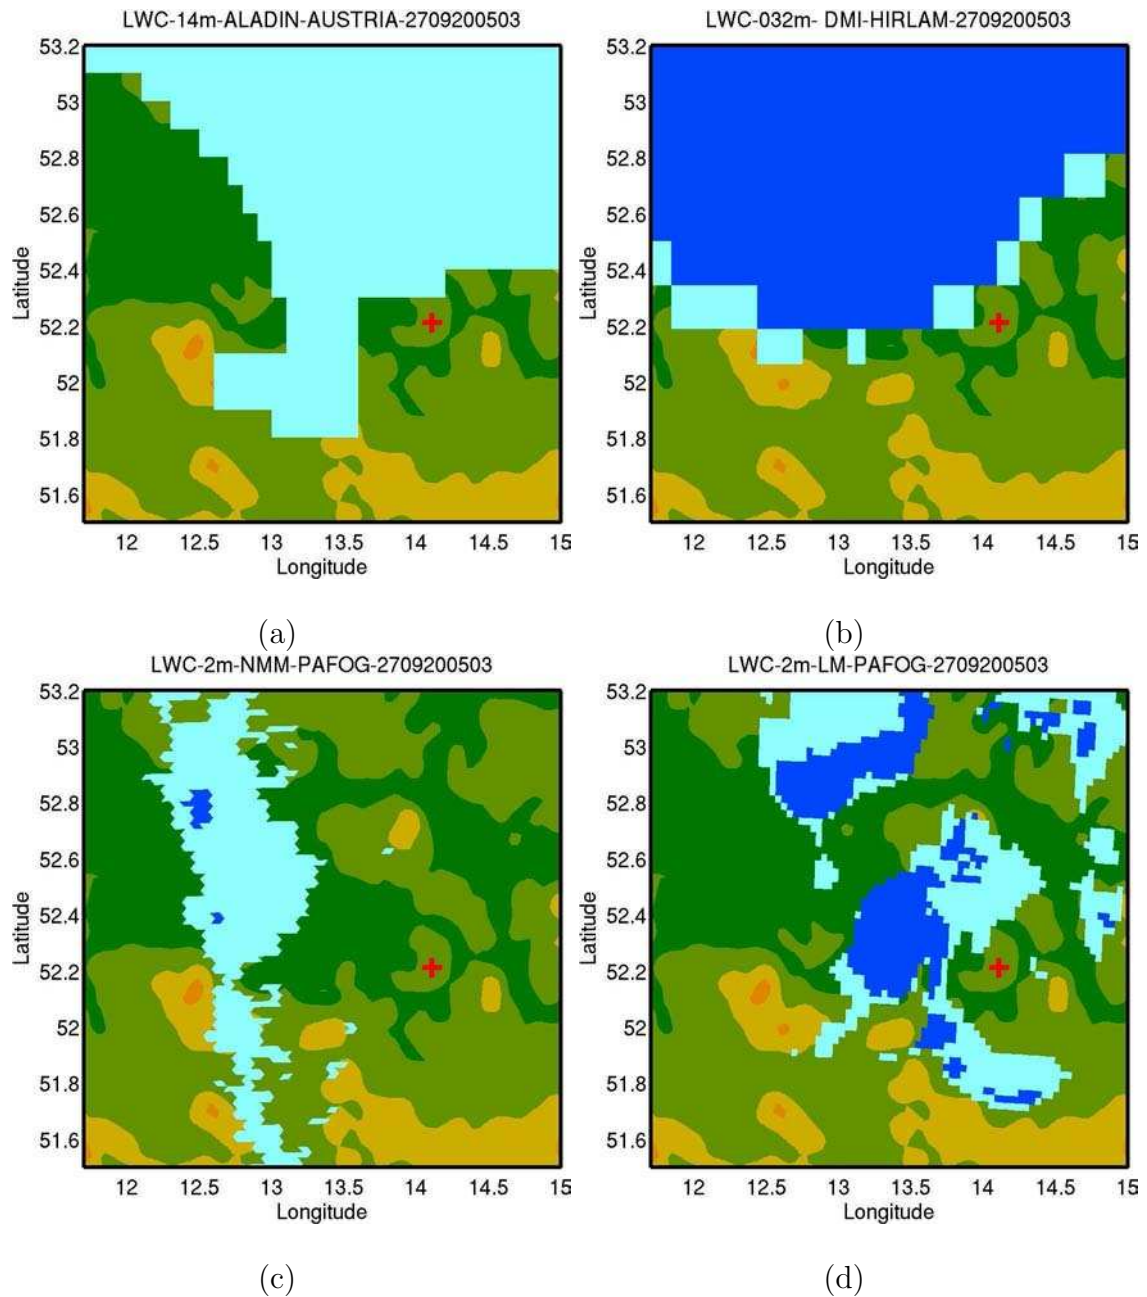 LWC-14m-ALADIN-AUSTRIA-2709200503
53.2
53
52.8
52.6
52.4
52.2
52
51.8
51.6
Latitude
12 12.5 13 13.5 14 14.5 15
Longitude
(a)
LWC-032m- DMI-HIRLAM-2709200503
53.2
53
52.8
52.6
52.4
52.2
52
51.8
51.6
Latitude
12 12.5 13 13.5 14 14.5 15
Longitude
(b)
LWC-2m-NMM-PAFOG-2709200503
53.2
53
52.8
52.6
52.4
52.2
52
51.8
51.6
Latitude
12 12.5 13 13.5 14 14.5 15
Longitude
(c)
LWC-2m-LM-PAFOG-2709200503
53.2
53
52.8
52.6
52.4
52.2
52
51.8
51.6
Latitude
12 12.5 13 13.5 14 14.5 15
Longitude
(d)